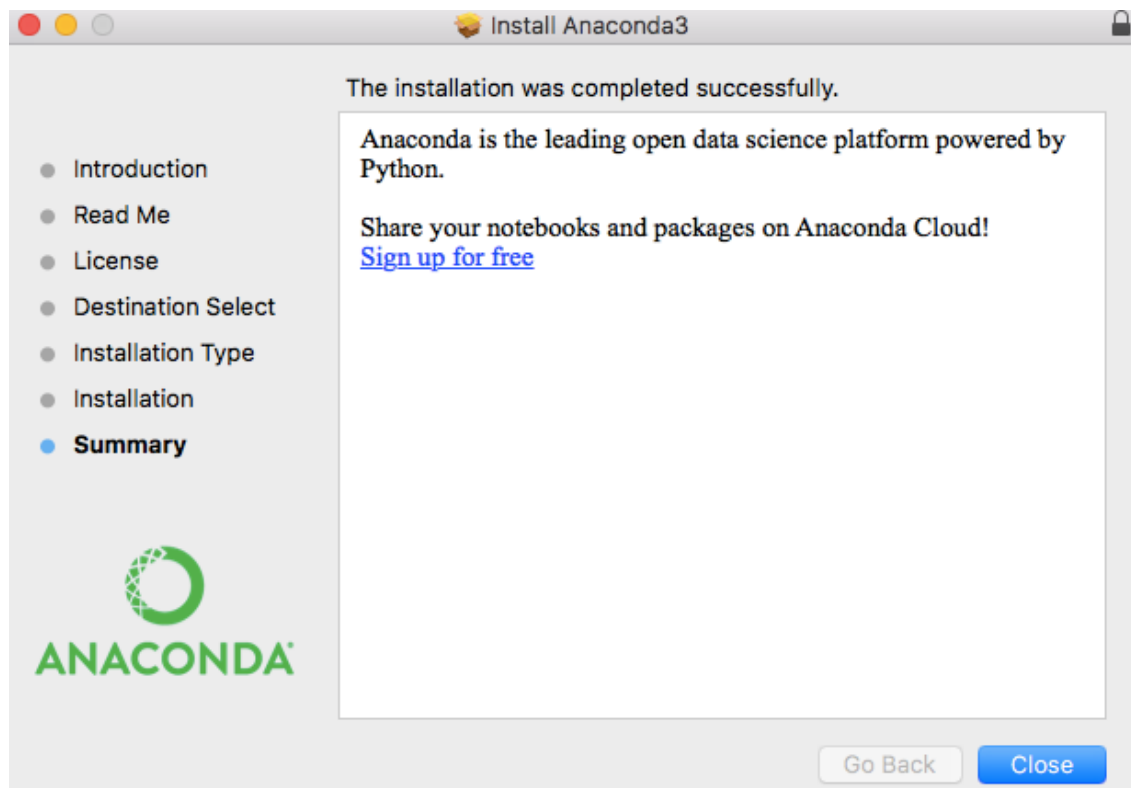 Install Anaconda3
The installation was completed successfully.
Introduction
Read Me
License
Destination Select
Installation Type
Installation
Summary
Anaconda is the leading open data science platform powered by
Python.
Share your notebooks and packages on Anaconda Cloud!
Sign up for free
ANACONDA
Go Back
Close